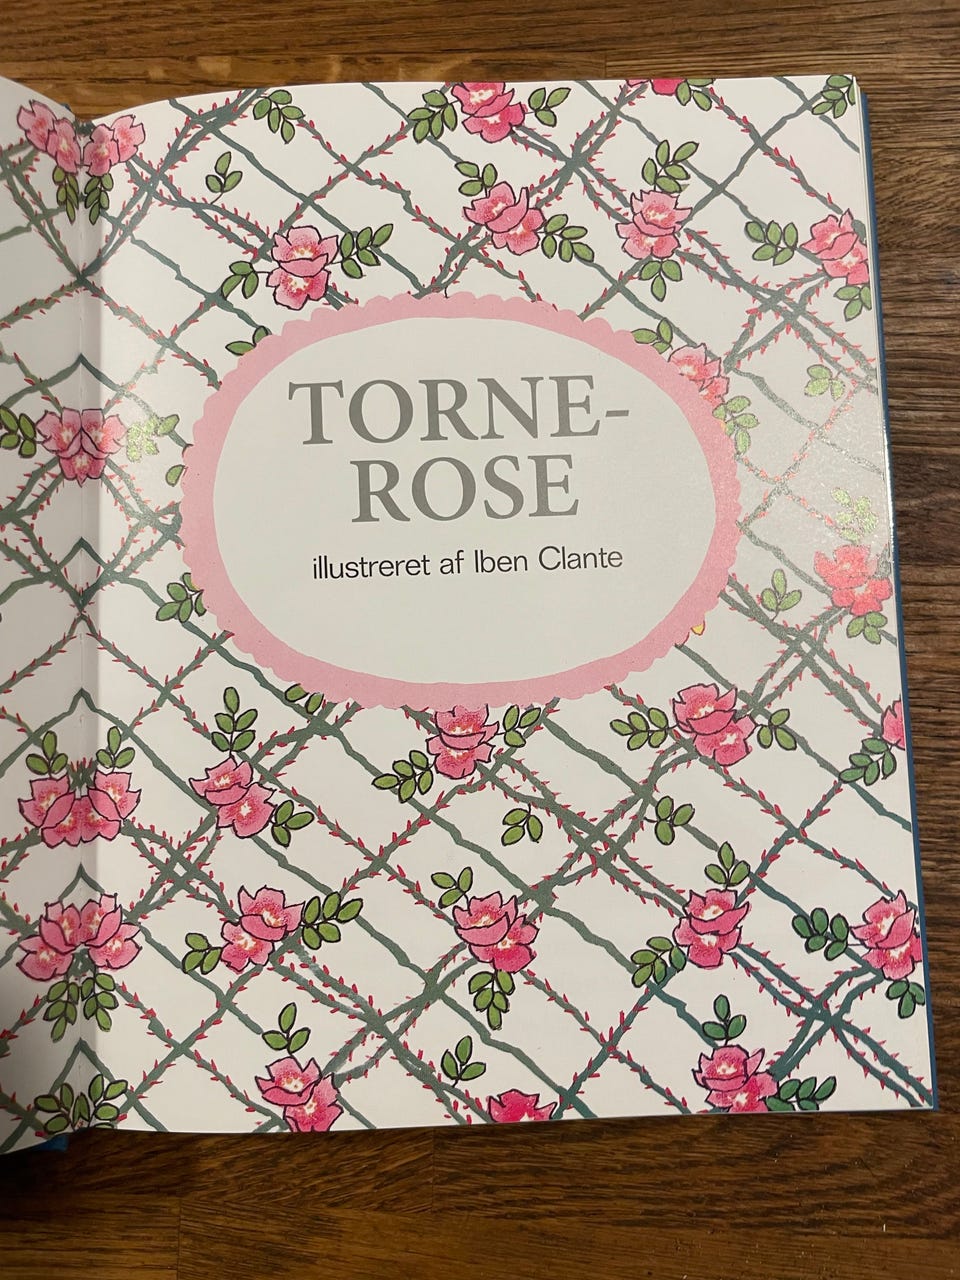 TORNE-
ROSE
illustreret af Iben Clante